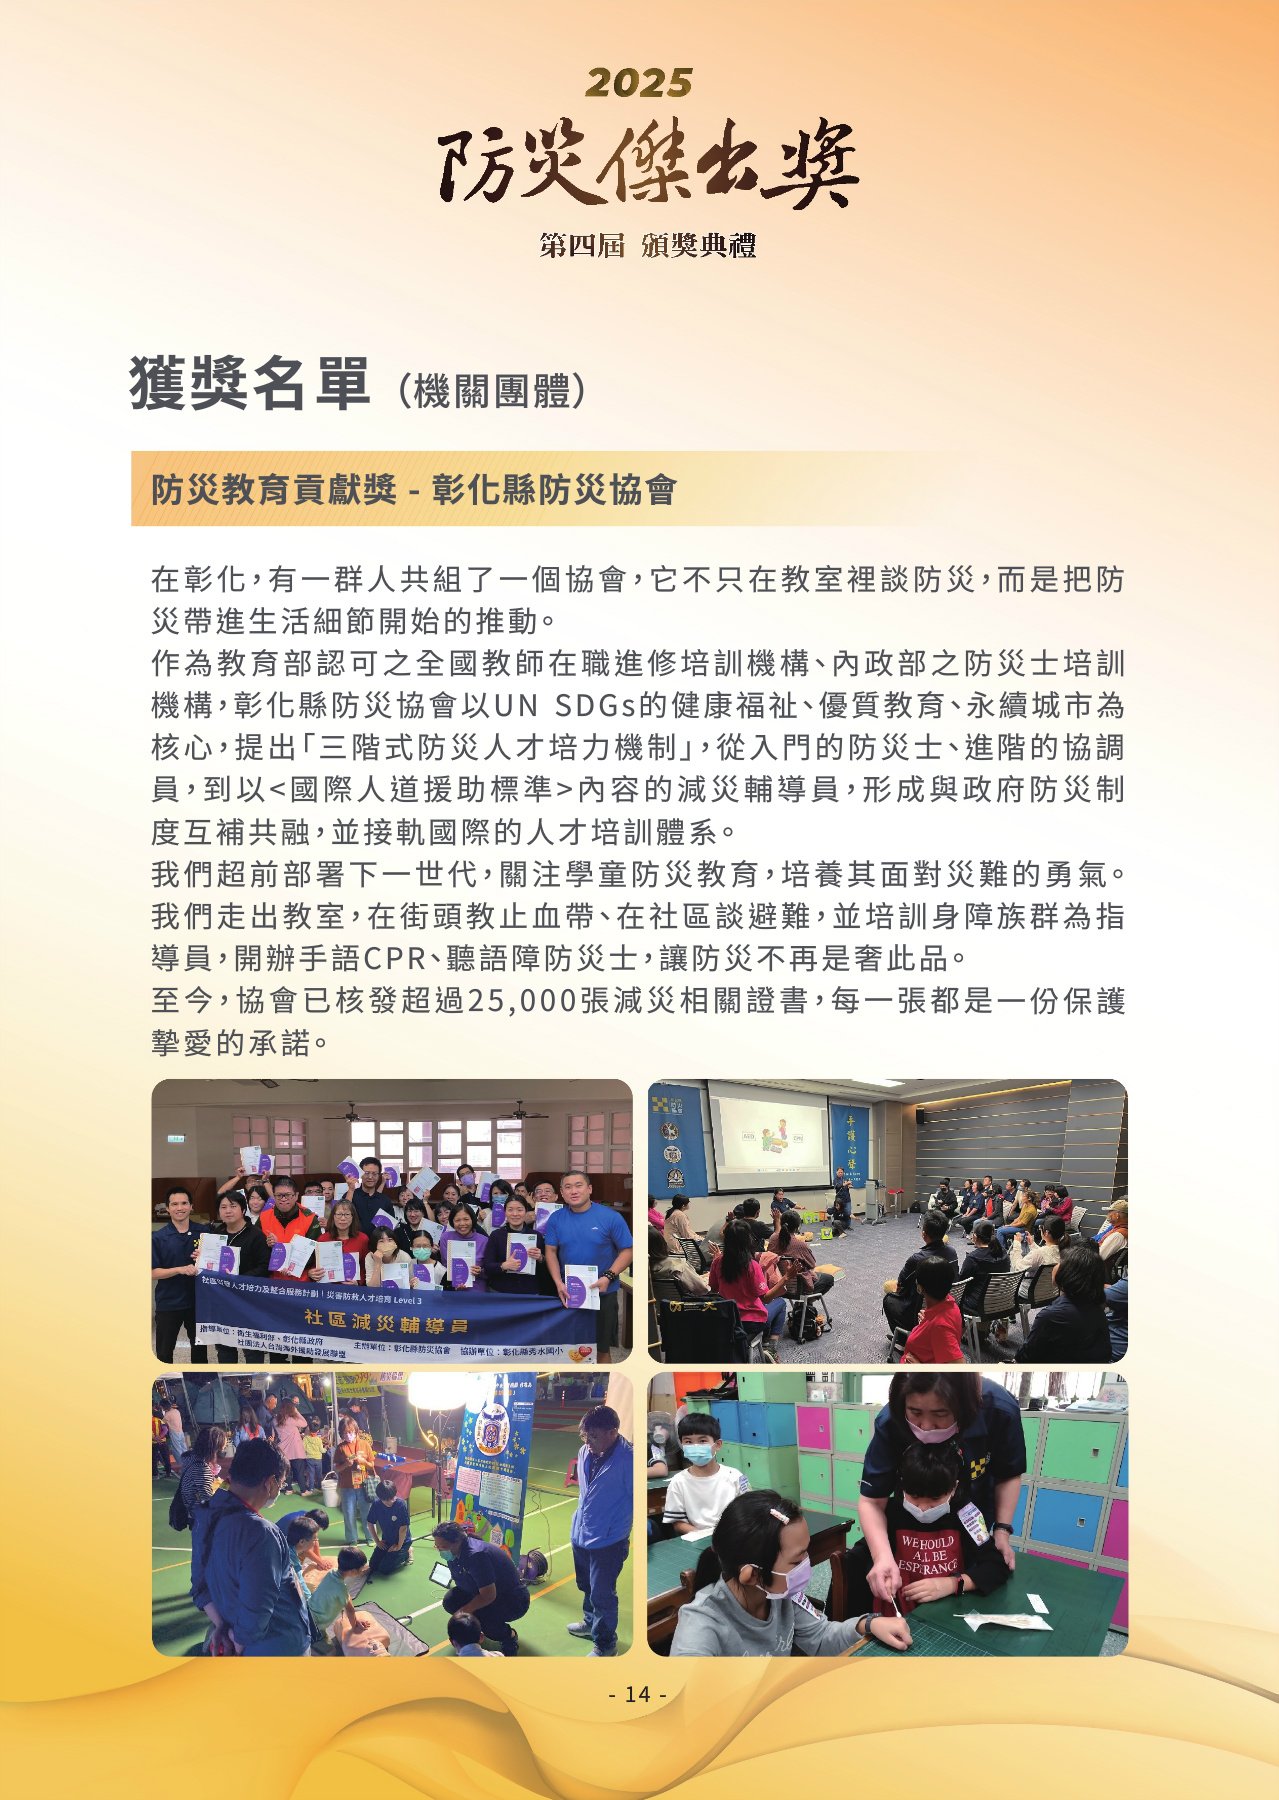 2025
防災傑出獎
第四屆 頒獎典禮
獲獎名單（機關團體）
防災教育貢獻獎 - 彰化縣防災協會
在彰化，有一群人共組了一個協會，它不只在教室裡談防災，而是把防
災帶進生活細節開始的推動。
作為教育部認可之全國教師在職進修培訓機構、內政部之防災士培訓
機構，彰化縣防災協會以UN SDGs的健康福祉、優質教育、永續城市為
核心，提出「三階式防災人才培力機制」，從入門的防災士、進階的協調
員，到以<國際人道援助標準>內容的減災輔導員，形成與政府防災制
度互補共融，並接軌國際的人才培訓體系。
我們超前部署下一世代，關注學童防災教育，培養其面對災難的勇氣。
我們走出教室，在街頭教止血帶、在社區談避難，並培訓身障族群為指
導員，開辦手語CPR、聽語障防災士，讓防災不再是奢此品。
至今，協會已核發超過25,000張減災相關證書，每一張都是一份保護
摯愛的承諾。
社區災難人才培力及整合服務計劃｜災害防救人才培育 Level 3
社區減災輔導員
指導單位：衛生福利部、彰化縣政府
社團法人台灣海外援助發展聯盟 主辦單位：彰化縣防災協會 協辦單位：彰化縣秀水國小
防災協會
手護心聲
WE HOULD
ALL BE
ESPERANCE
- 14 -